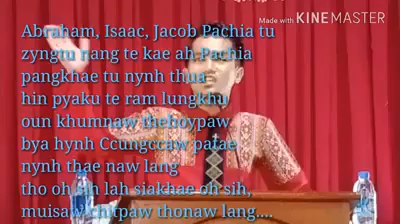 Made with KINEMASTER
Abraham, Isaac, Jacob Pachia tu
zyngtu nang te kae ah Pachia
pangkhae tu nynh thua
hin pyaku te ram lungkhu
oun khumnaw theboypaw
bya hynh Ccungccaw pafae
nynh thae naw lang
tho oh sih lah siakhae oh sih,
muisaw chitpaw thonaw lang....